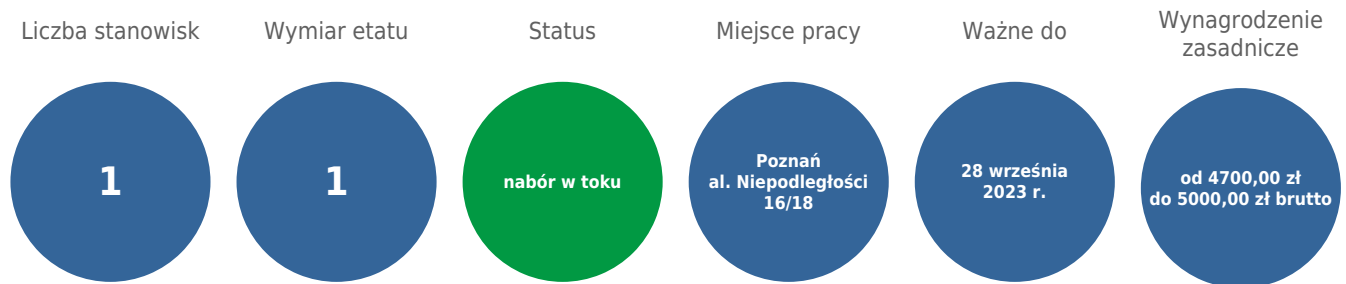 Liczba stanowisk
1
Wymiar etatu
1
Status
nabór w toku
Miejsce pracy
Poznań
al. Niepodległości
16/18
Ważne do
28 września
2023 r.
Wynagrodzenie
zasadnicze
od 4700,00 zł
do 5000,00 zł brutto